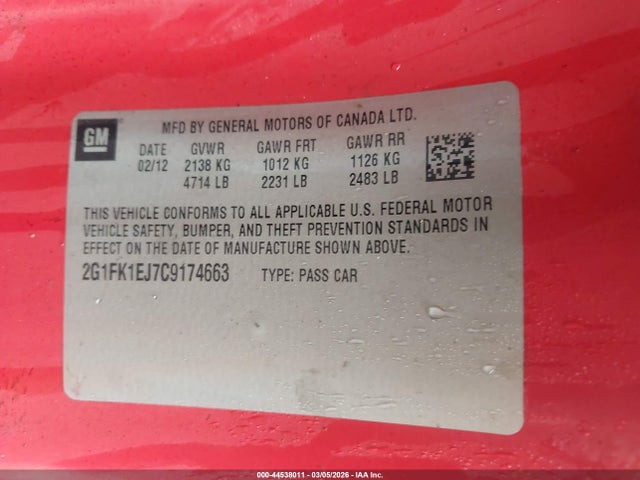 GM
MFD BY GENERAL MOTORS OF CANADA LTD.
DATE GVWR GAWR FRT GAWR RR
02/12 2138 KG 1012 KG 1126 KG
4714 LB 2231 LB 2483 LB
THIS VEHICLE CONFORMS TO ALL APPLICABLE U.S. FEDERAL MOTOR
VEHICLE SAFETY, BUMPER, AND THEFT PREVENTION STANDARDS IN
EFFECT ON THE DATE OF MANUFACTURE SHOWN ABOVE.
2G1FK1EJ7C9174663 TYPE: PASS CAR
000-44538011 - 03/05/2026 - IAA Inc.